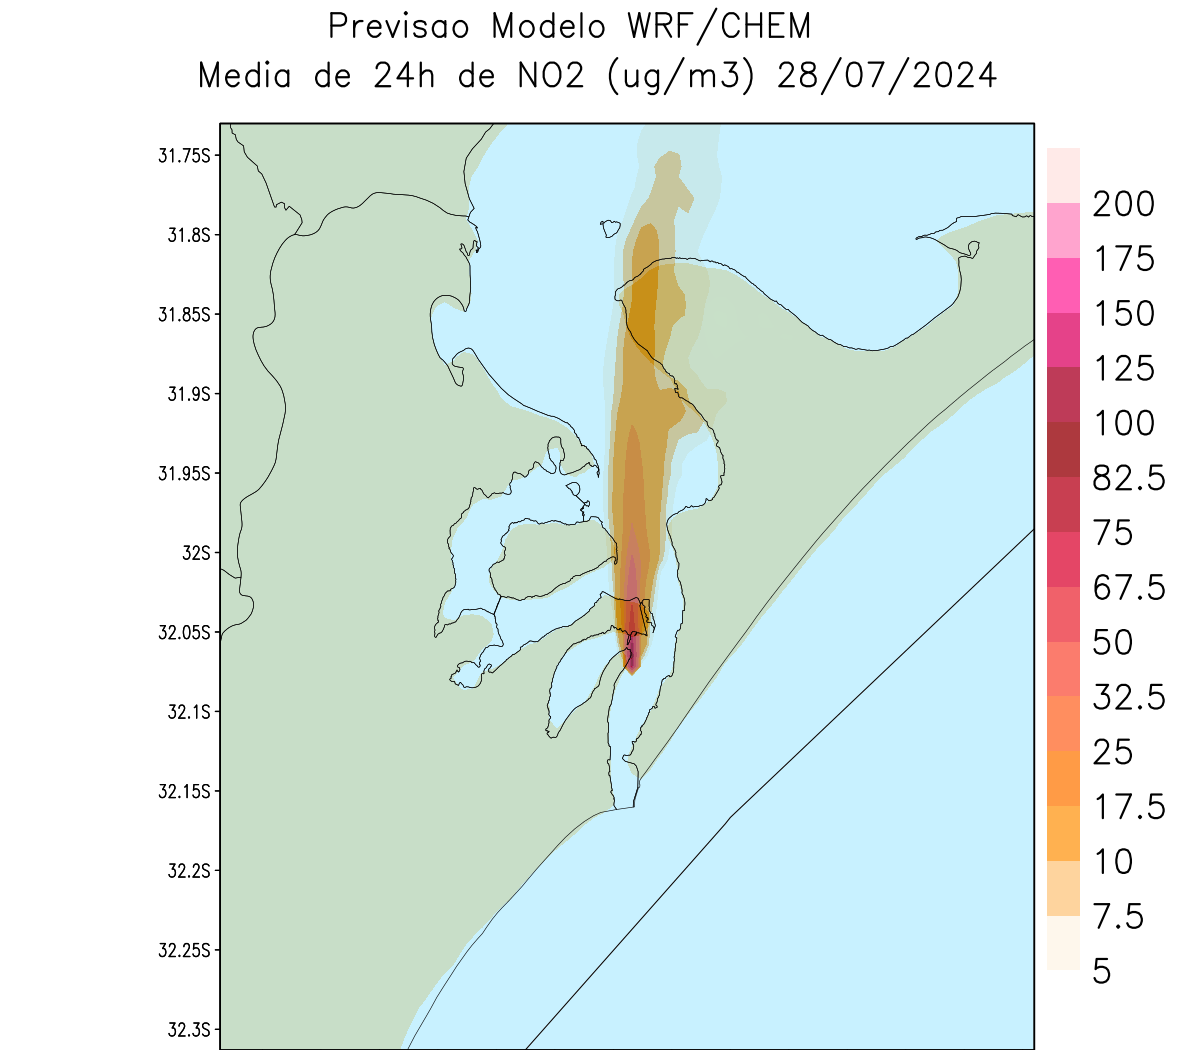 Previsao Modelo WRF/CHEM
Media de 24h de NO2 (ug/m3) 28/07/2024
31.75S
31.8S
31.85S
31.9S
31.95S
32S
32.05S
32.1S
32.15S
32.2S
32.25S
32.3S
200
175
150
125
100
82.5
75
67.5
50
32.5
25
17.5
10
7.5
5